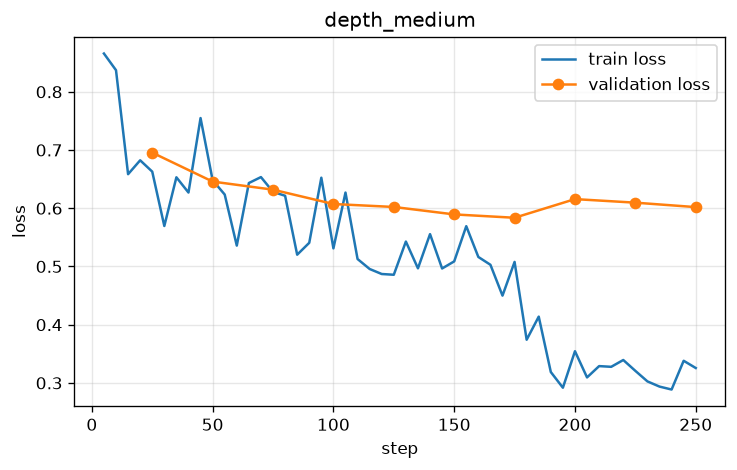 depth_medium
train loss
validation loss
loss
0.8
0.7
0.6
0.5
0.4
0.3
0 50 100 150 200 250
step